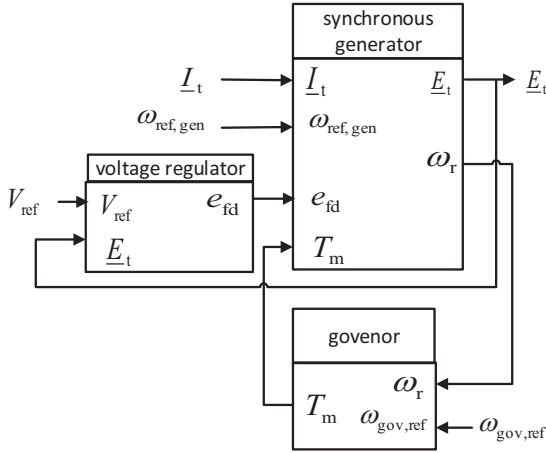 synchronous
generator
I_t
I_t
E_t
E_t
ω_ref, gen
ω_ref, gen
ω_r
voltage regulator
V_ref
V_ref
e_fd
e_fd
E_t
T_m
govenor
ω_r
T_m
ω_gov,ref
ω_gov,ref